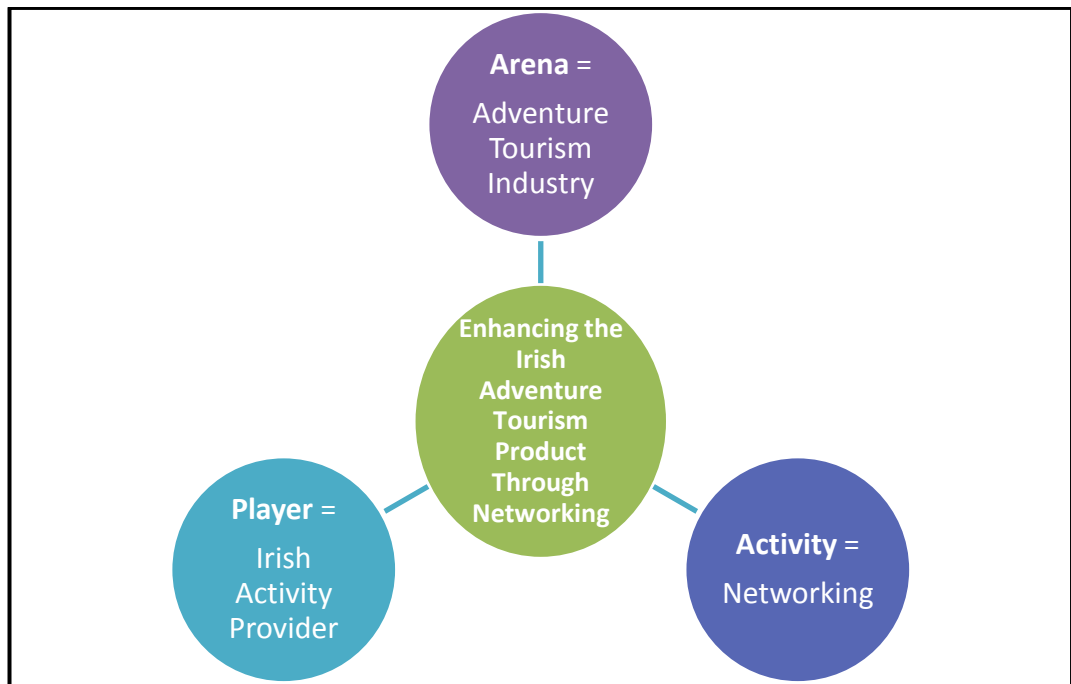 Arena =
Adventure
Tourism
Industry
Enhancing the
Irish
Adventure
Tourism
Product
Through
Networking
Player =
Irish
Activity
Provider
Activity =
Networking